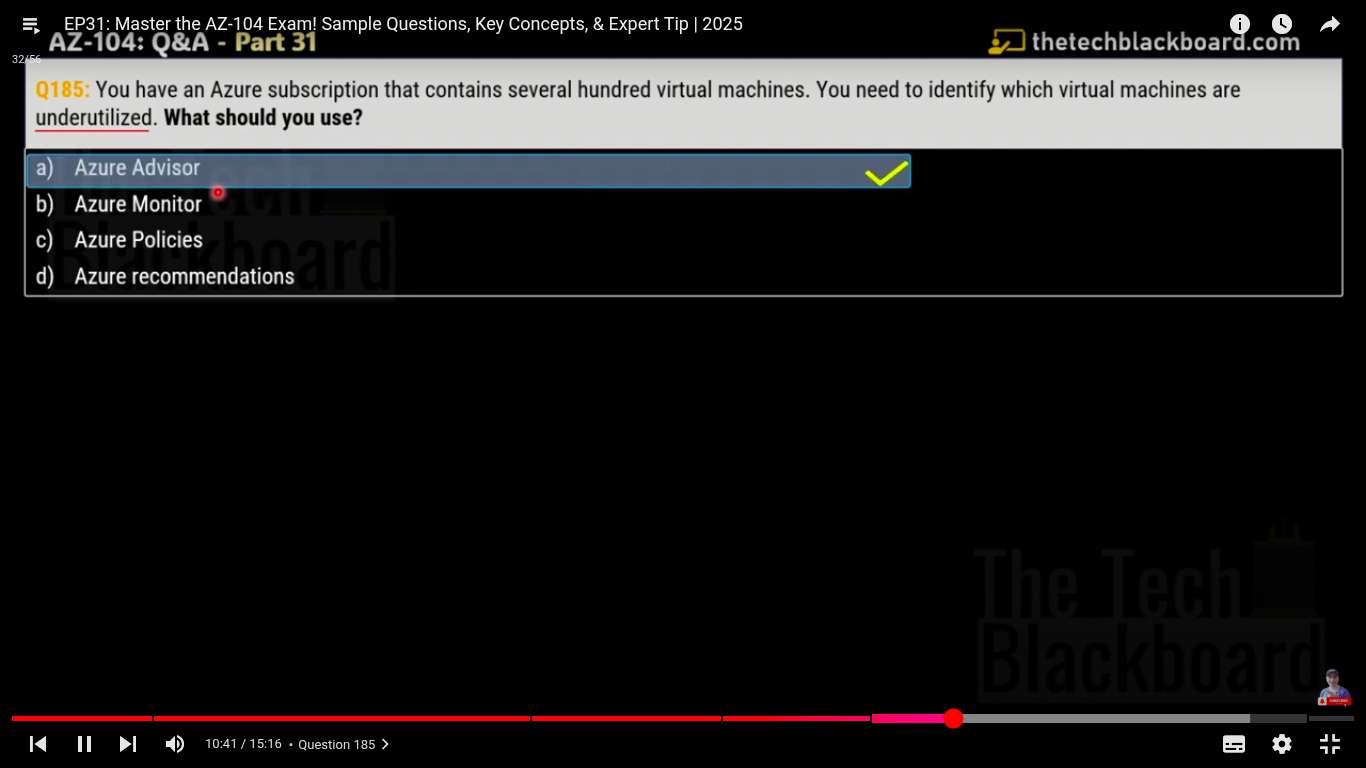 EP31: Master the AZ-104 Exam! Sample Questions, Key Concepts, & Expert Tip | 2025
AZ-104: Q&A - Part 31
thetechblackboard.com
32/56
Q185: You have an Azure subscription that contains several hundred virtual machines. You need to identify which virtual machines are
underutilized. What should you use?
a) Azure Advisor
b) Azure Monitor
c) Azure Policies
d) Azure recommendations
The Tech
Blackboard
The Tech
Blackboard
10:41 / 15:16 • Question 185